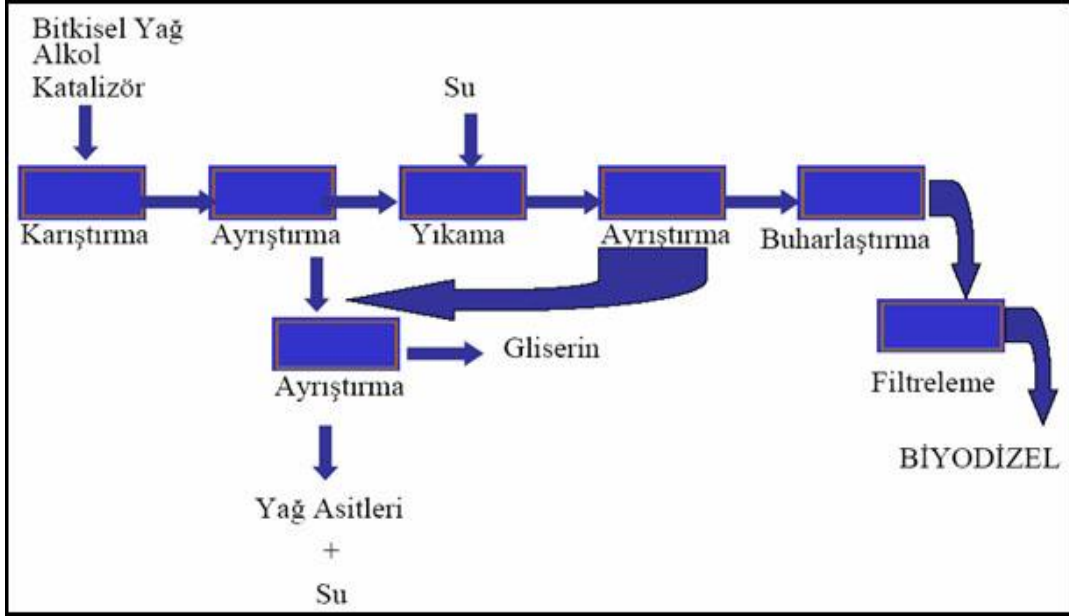 Bitkisel Yağ
Alkol
Katalizör
Su
Karıştırma
Ayrıştırma
Yıkama
Ayrıştırma
Buharlaştırma
Ayrıştırma
Gliserin
Filtreleme
BİYODİZEL
Yağ Asitleri
+
Su